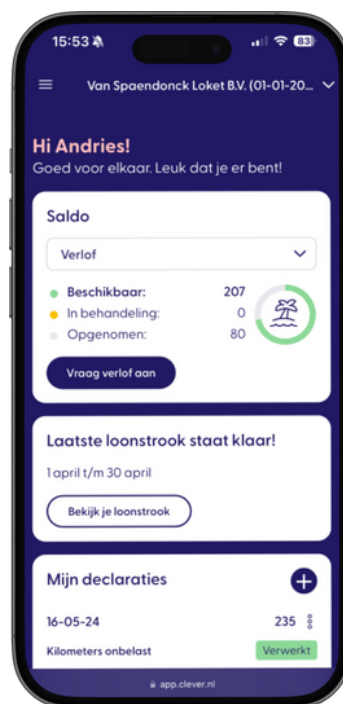 15:53
83
Van Spaendonck Loket B.V. (01-01-20...
Hi Andries!
Goed voor elkaar. Leuk dat je er bent!
Saldo
Verlof
Beschikbaar: 207
In behandeling: 0
Opgenomen: 80
Vraag verlof aan
Laatste loonstrook staat klaar!
1 april t/m 30 april
Bekijk je loonstrook
Mijn declaraties
16-05-24 235
Kilometers onbelast Verwerkt
app.clever.nl